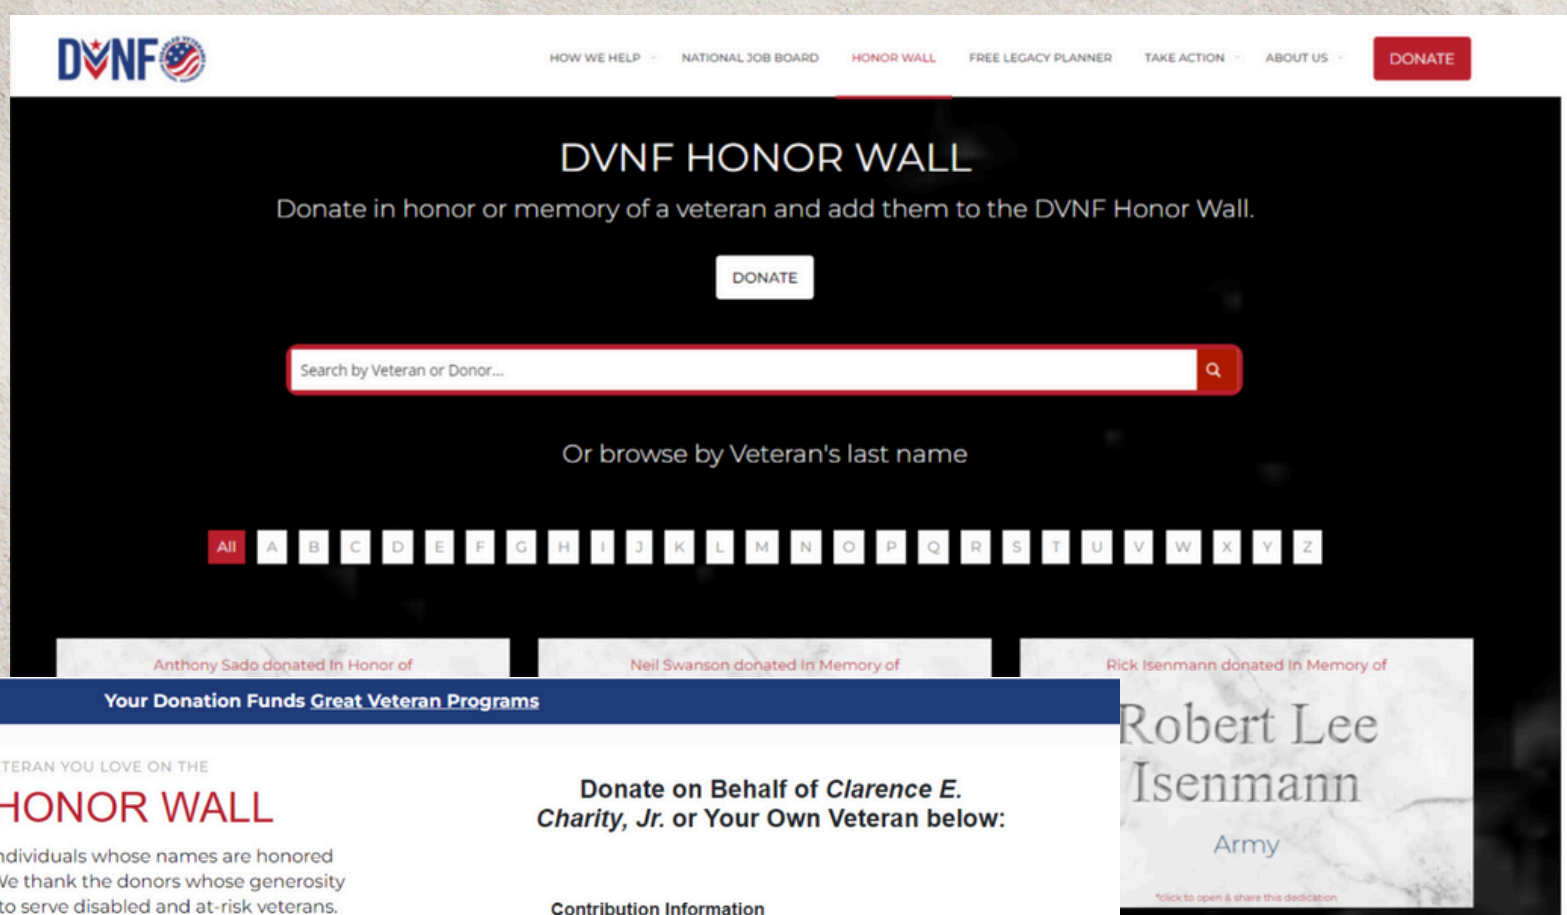 DVNF
HOW WE HELP NATIONAL JOB BOARD HONOR WALL FREE LEGACY PLANNER TAKE ACTION ABOUT US DONATE
DVNF HONOR WALL
Donate in honor or memory of a veteran and add them to the DVNF Honor Wall.
DONATE
Search by Veteran or Donor...
Or browse by Veteran's last name
All A B C D E F G H I J K L M N O P Q R S T U V W X Y Z
Anthony Sado donated In Honor of
Neil Swanson donated In Memory of
Rick Isenmann donated In Memory of
Robert Lee
Isenmann
Army
*click to open & share this dedication
Your Donation Funds Great Veteran Programs
TERAN YOU LOVE ON THE
HONOR WALL
ndividuals whose names are honored
We thank the donors whose generosity
to serve disabled and at-risk veterans.
Donate on Behalf of Clarence E.
Charity, Jr. or Your Own Veteran below:
Contribution Information